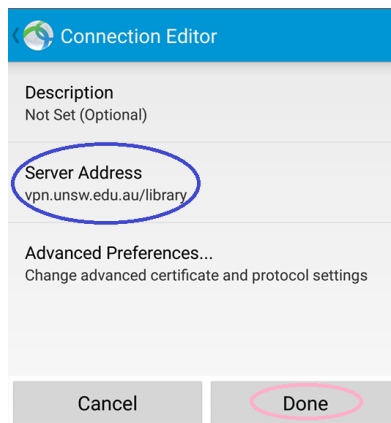 Connection Editor
Description
Not Set (Optional)
Server Address
vpn.unsw.edu.au/library
Advanced Preferences...
Change advanced certificate and protocol settings
Cancel
Done